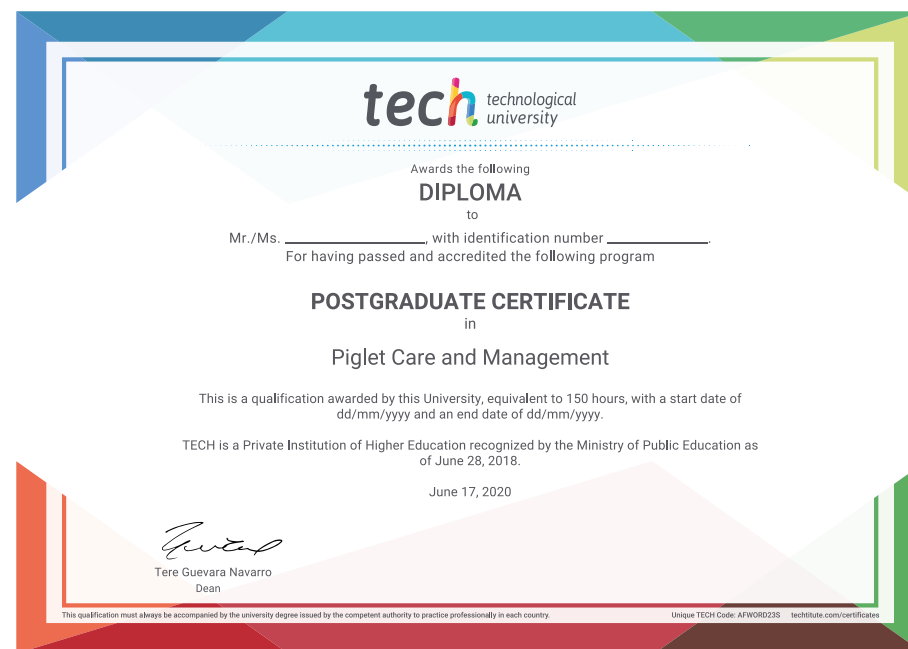 tech technological
university
Awards the following
DIPLOMA
to
Mr./Ms. ____________, with identification number ____________.
For having passed and accredited the following program
POSTGRADUATE CERTIFICATE
in
Piglet Care and Management
This is a qualification awarded by this University, equivalent to 150 hours, with a start date of
dd/mm/yyyy and an end date of dd/mm/yyyy.
TECH is a Private Institution of Higher Education recognized by the Ministry of Public Education as
of June 28, 2018.
June 17, 2020
Tere Guevara Navarro
Dean
This qualification must always be accompanied by the university degree issued by the competent authority to practice professionally in each country.
Unique TECH Code: AFWORD23S techtitute.com/certificates